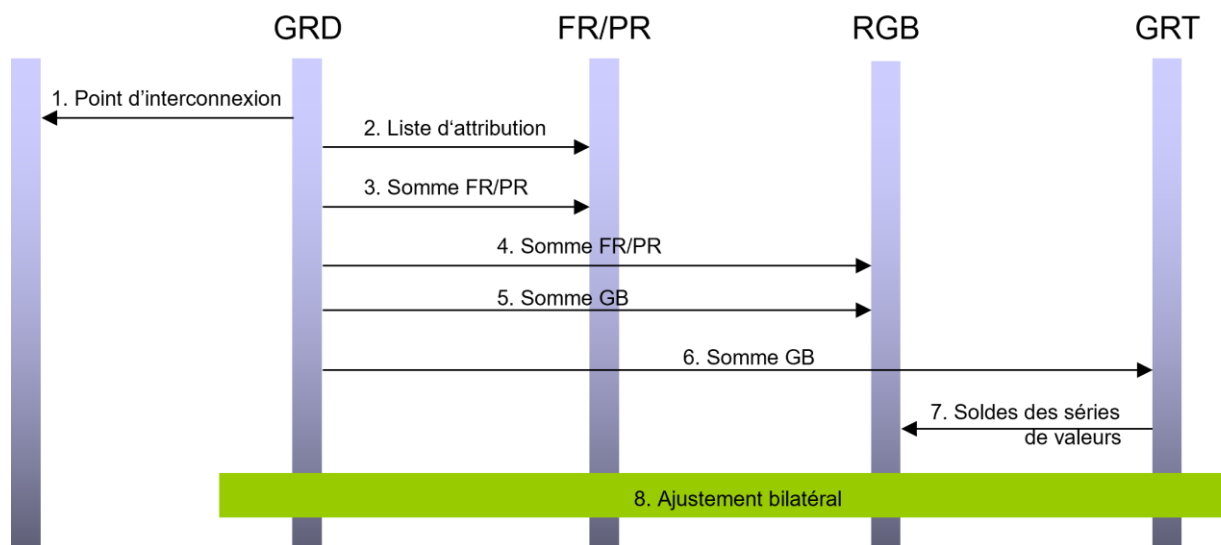 GRD FR/PR RGB GRT
1. Point d’interconnexion
2. Liste d‘attribution
3. Somme FR/PR
4. Somme FR/PR
5. Somme GB
6. Somme GB
7. Soldes des séries
de valeurs
8. Ajustement bilatéral